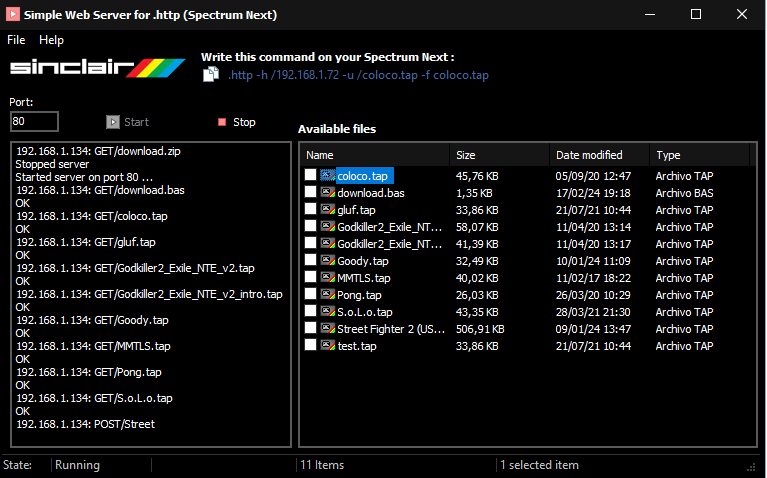 Simple Web Server for .http (Spectrum Next)
File Help
sinclair
Write this command on your Spectrum Next :
.http -h /192.168.1.72 -u /coloco.tap -f coloco.tap
Port:
80
Start
Stop
192.168.1.134: GET/download.zip
Stopped server
Started server on port 80 ...
192.168.1.134: GET/download.bas
OK
192.168.1.134: GET/coloco.tap
OK
192.168.1.134: GET/gluf.tap
OK
192.168.1.134: GET/Godkiller2_Exile_NTE_v2.tap
OK
192.168.1.134: GET/Godkiller2_Exile_NTE_v2_intro.tap
OK
192.168.1.134: GET/Goody.tap
OK
192.168.1.134: GET/MMTLS.tap
OK
192.168.1.134: GET/Pong.tap
OK
192.168.1.134: GET/S.o.L.o.tap
OK
192.168.1.134: POST/Street
Available files
Name Size Date modified Type
coloco.tap 45,76 KB 05/09/20 12:47 Archivo TAP
download.bas 1,35 KB 17/02/24 19:18 Archivo BAS
gluf.tap 33,86 KB 21/07/21 10:44 Archivo TAP
Godkiller2_Exile_NTE_... 58,07 KB 11/04/20 13:14 Archivo TAP
Godkiller2_Exile_NTE_... 41,39 KB 11/04/20 13:17 Archivo TAP
Goody.tap 32,49 KB 10/01/24 11:09 Archivo TAP
MMTLS.tap 40,02 KB 11/02/17 18:22 Archivo TAP
Pong.tap 26,03 KB 26/03/20 10:29 Archivo TAP
S.o.L.o.tap 43,35 KB 28/03/21 21:30 Archivo TAP
Street Fighter 2 (US... 506,91 KB 09/01/24 13:47 Archivo TAP
test.tap 33,86 KB 21/07/21 10:44 Archivo TAP
State: Running 11 Items 1 selected item